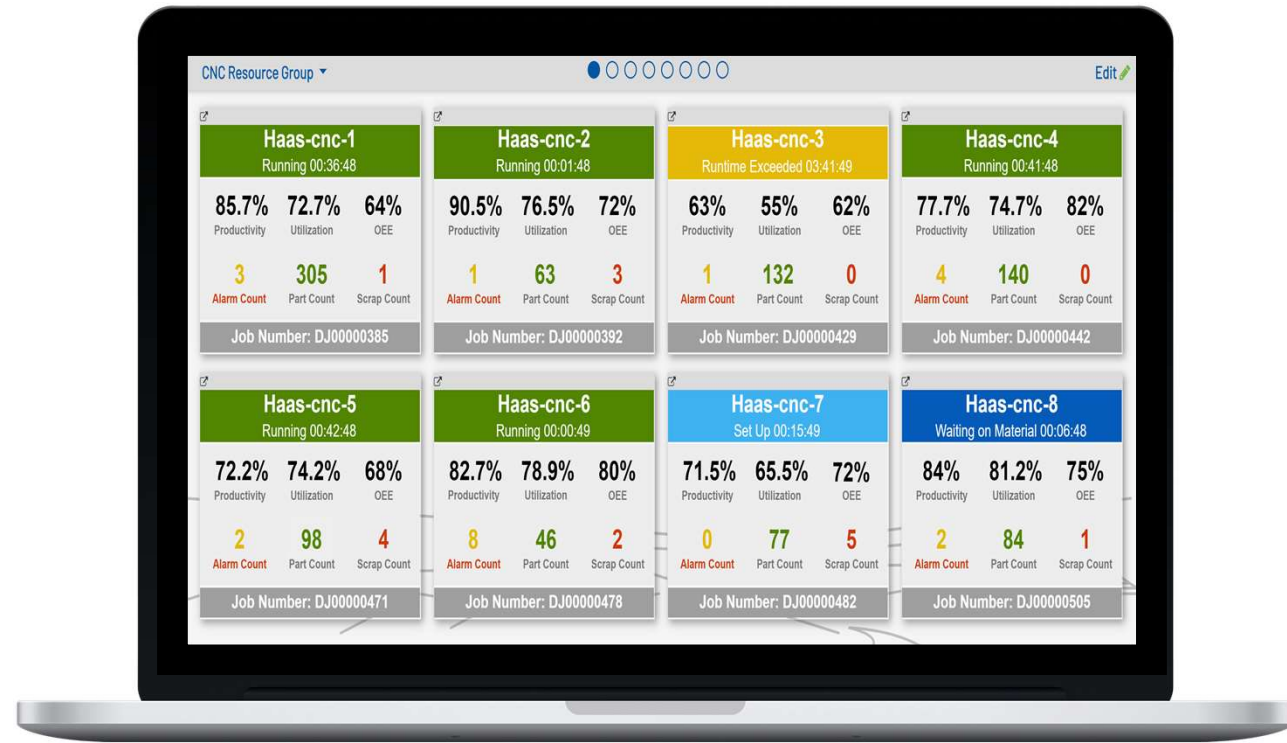 CNC Resource Group
Edit
Haas-cnc-1
Running 00:36:48
85.7% 72.7% 64%
Productivity Utilization OEE
3 305 1
Alarm Count Part Count Scrap Count
Job Number: DJ00000385
Haas-cnc-2
Running 00:01:48
90.5% 76.5% 72%
Productivity Utilization OEE
1 63 3
Alarm Count Part Count Scrap Count
Job Number: DJ00000392
Haas-cnc-3
Runtime Exceeded 03:41:49
63% 55% 62%
Productivity Utilization OEE
1 132 0
Alarm Count Part Count Scrap Count
Job Number: DJ00000429
Haas-cnc-4
Running 00:41:48
77.7% 74.7% 82%
Productivity Utilization OEE
4 140 0
Alarm Count Part Count Scrap Count
Job Number: DJ00000442
Haas-cnc-5
Running 00:42:48
72.2% 74.2% 68%
Productivity Utilization OEE
2 98 4
Alarm Count Part Count Scrap Count
Job Number: DJ00000471
Haas-cnc-6
Running 00:00:49
82.7% 78.9% 80%
Productivity Utilization OEE
8 46 2
Alarm Count Part Count Scrap Count
Job Number: DJ00000478
Haas-cnc-7
Set Up 00:15:49
71.5% 65.5% 72%
Productivity Utilization OEE
0 77 5
Alarm Count Part Count Scrap Count
Job Number: DJ00000482
Haas-cnc-8
Waiting on Material 00:06:48
84% 81.2% 75%
Productivity Utilization OEE
2 84 1
Alarm Count Part Count Scrap Count
Job Number: DJ00000505